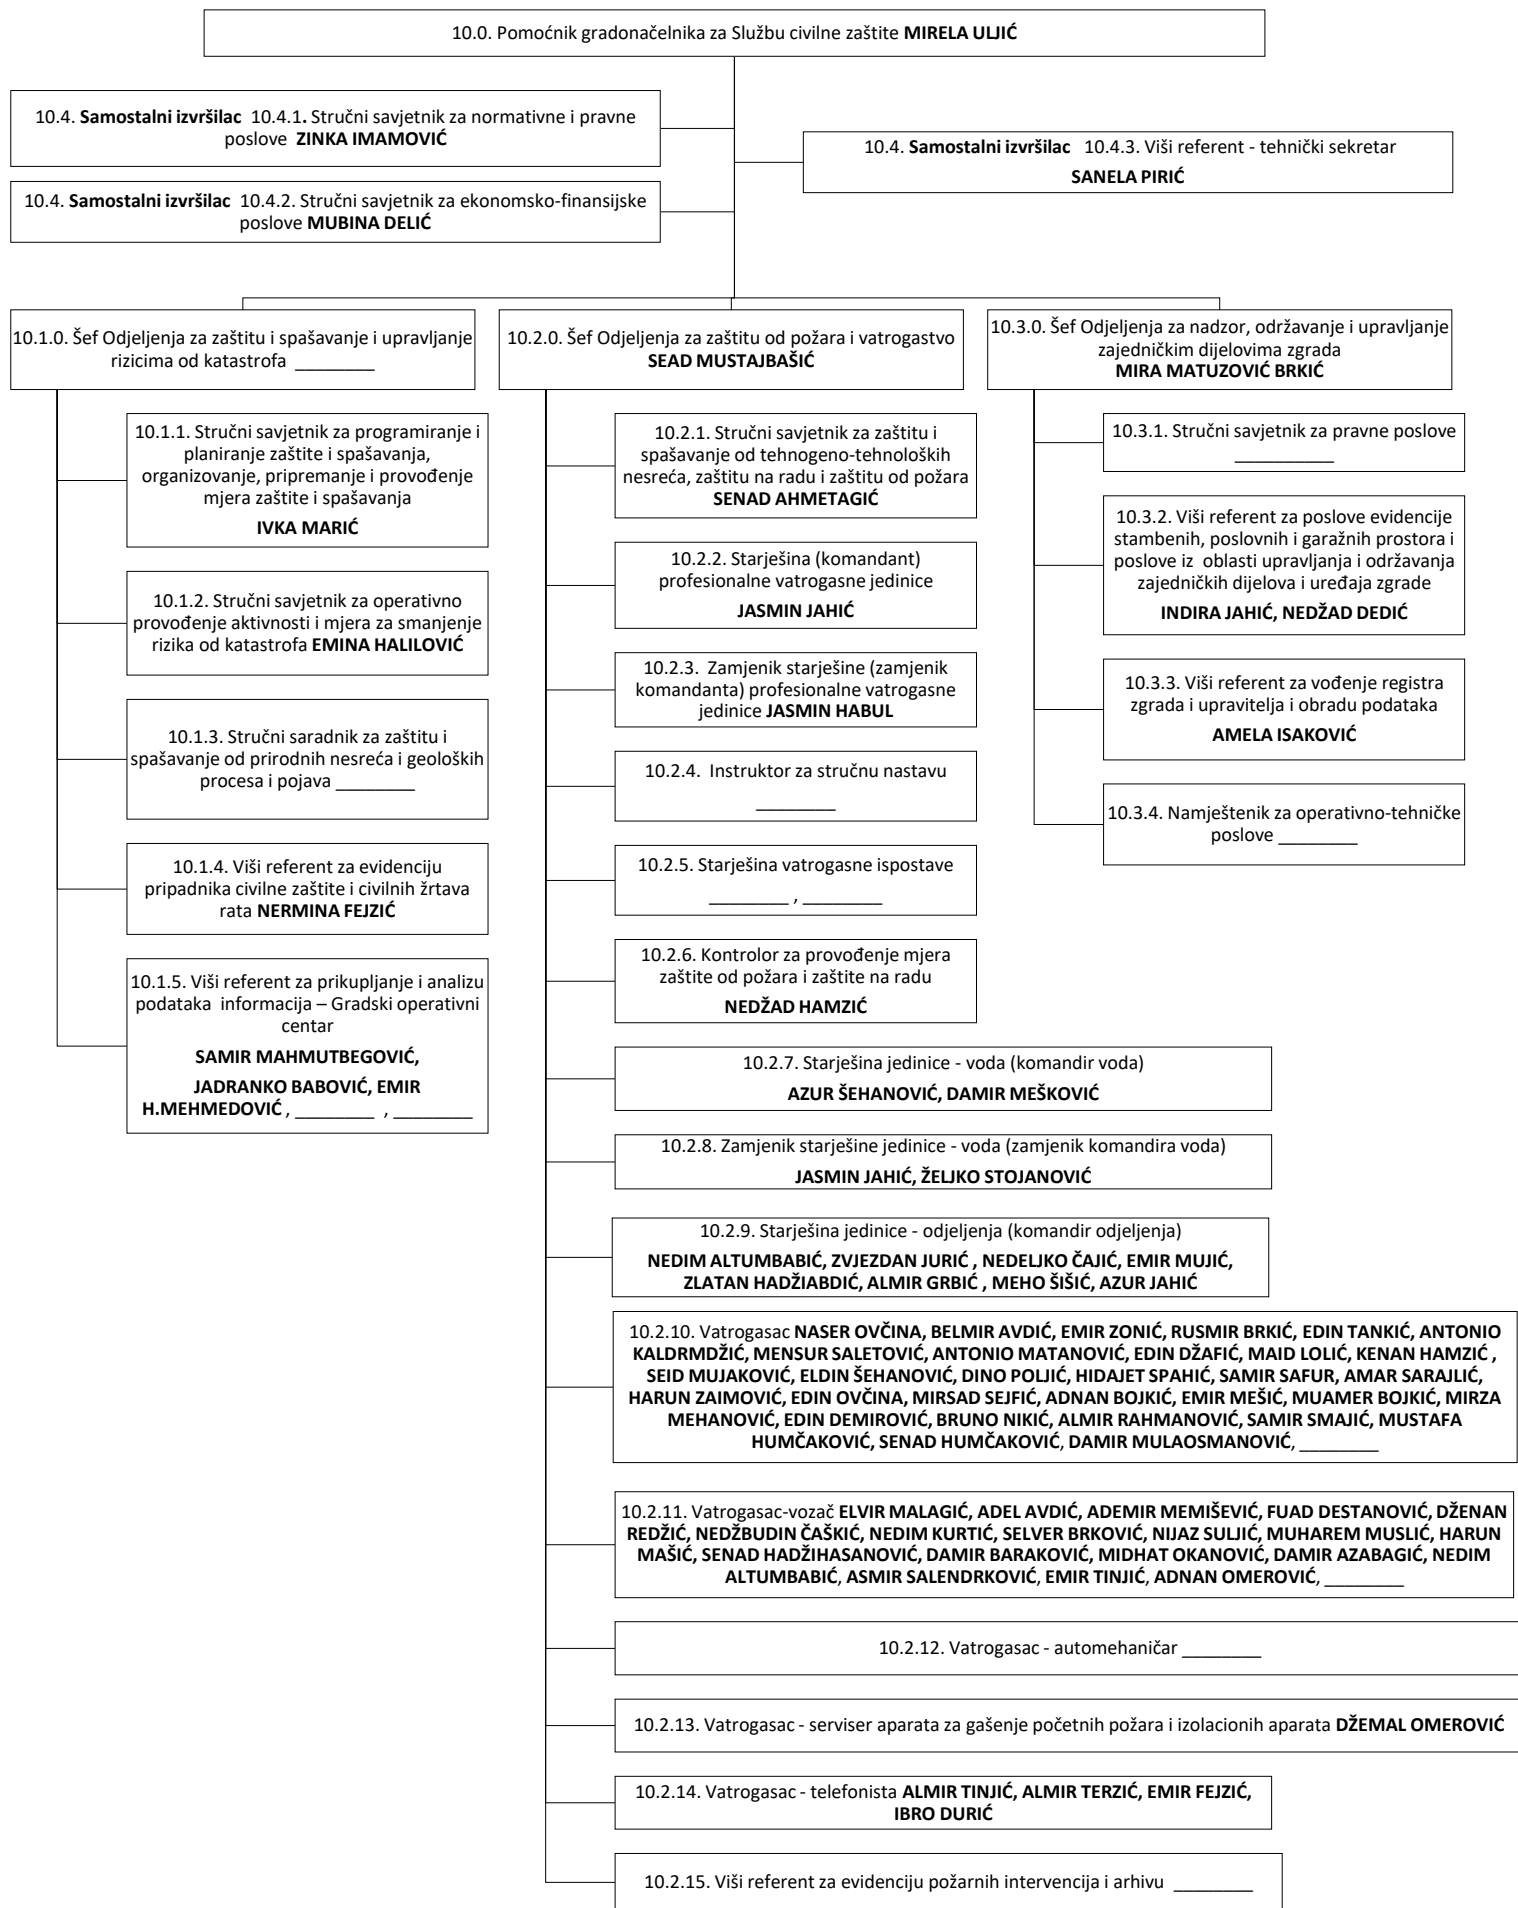 10.0. Pomoćnik gradonačelnika za Službu civilne zaštite MIRELA ULJIĆ
10.4. Samostalni izvršilac 10.4.1. Stručni savjetnik za normativne i pravne
poslove ZINKA IMAMOVIĆ
10.4. Samostalni izvršilac 10.4.3. Viši referent - tehnički sekretar
SANELA PIRIĆ
10.4. Samostalni izvršilac 10.4.2. Stručni savjetnik za ekonomsko-finansijske
poslove MUBINA DELIĆ
10.1.0. Šef Odjeljenja za zaštitu i spašavanje i upravljanje
rizicima od katastrofa ________
10.1.1. Stručni savjetnik za programiranje i
planiranje zaštite i spašavanja,
organizovanje, pripremanje i provođenje
mjera zaštite i spašavanja
IVKA MARIĆ
10.1.2. Stručni savjetnik za operativno
provođenje aktivnosti i mjera za smanjenje
rizika od katastrofa EMINA HALILOVIĆ
10.1.3. Stručni saradnik za zaštitu i
spašavanje od prirodnih nesreća i geoloških
procesa i pojava ________
10.1.4. Viši referent za evidenciju
pripadnika civilne zaštite i civilnih žrtava
rata NERMINA FEJZIĆ
10.1.5. Viši referent za prikupljanje i analizu
podataka informacija – Gradski operativni
centar
SAMIR MAHMUTBEGOVIĆ,
JADRANKO BABOVIĆ, EMIR
H.MEHMEDOVIĆ , ________ , ________
10.2.0. Šef Odjeljenja za zaštitu od požara i vatrogastvo
SEAD MUSTAJBAŠIĆ
10.2.1. Stručni savjetnik za zaštitu i
spašavanje od tehnogeno-tehnoloških
nesreća, zaštitu na radu i zaštitu od požara
SENAD AHMETAGIĆ
10.2.2. Starješina (komandant)
profesionalne vatrogasne jedinice
JASMIN JAHIĆ
10.2.3. Zamjenik starješine (zamjenik
komandanta) profesionalne vatrogasne
jedinice JASMIN HABUL
10.2.4. Instruktor za stručnu nastavu
________
10.2.5. Starješina vatrogasne ispostave
________ , ________
10.2.6. Kontrolor za provođenje mjera
zaštite od požara i zaštite na radu
NEDŽAD HAMZIĆ
10.2.7. Starješina jedinice - voda (komandir voda)
AZUR ŠEHANOVIĆ, DAMIR MEŠKOVIĆ
10.2.8. Zamjenik starješine jedinice - voda (zamjenik komandira voda)
JASMIN JAHIĆ, ŽELJKO STOJANOVIĆ
10.2.9. Starješina jedinice - odjeljenja (komandir odjeljenja)
NEDIM ALTUMBABIĆ, ZVJEZDAN JURIĆ , NEDELJKO ČAJIĆ, EMIR MUJIĆ,
ZLATAN HADŽIABDIĆ, ALMIR GRBIĆ , MEHO ŠIŠIĆ, AZUR JAHIĆ
10.2.10. Vatrogasac NASER OVČINA, BELMIR AVDIĆ, EMIR ZONIĆ, RUSMIR BRKIĆ, EDIN TANKIĆ, ANTONIO
KALDRMDŽIĆ, MENSUR SALETOVIĆ, ANTONIO MATANOVIĆ, EDIN DŽAFIĆ, MAID LOLIĆ, KENAN HAMZIĆ ,
SEID MUJAKOVIĆ, ELDIN ŠEHANOVIĆ, DINO POLJIĆ, HIDAJET SPAHIĆ, SAMIR SAFUR, AMAR SARAJLIĆ,
HARUN ZAIMOVIĆ, EDIN OVČINA, MIRSAD SEJFIĆ, ADNAN BOJKIĆ, EMIR MEŠIĆ, MUAMER BOJKIĆ, MIRZA
MEHANOVIĆ, EDIN DEMIROVIĆ, BRUNO NIKIĆ, ALMIR RAHMANOVIĆ, SAMIR SMAJIĆ, MUSTAFA
HUMČAKOVIĆ, SENAD HUMČAKOVIĆ, DAMIR MULAOSMANOVIĆ, ________
10.2.11. Vatrogasac-vozač ELVIR MALAGIĆ, ADEL AVDIĆ, ADEMIR MEMIŠEVIĆ, FUAD DESTANOVIĆ, DŽENAN
REDŽIĆ, NEDŽBUDIN ČAŠKIĆ, NEDIM KURTIĆ, SELVER BRKOVIĆ, NIJAZ SULJIĆ, MUHAREM MUSLIĆ, HARUN
MAŠIĆ, SENAD HADŽIHASANOVIĆ, DAMIR BARAKOVIĆ, MIDHAT OKANOVIĆ, DAMIR AZABAGIĆ, NEDIM
ALTUMBABIĆ, ASMIR SALENDRKOVIĆ, EMIR TINJIĆ, ADNAN OMEROVIĆ, ________
10.2.12. Vatrogasac - automehaničar ________
10.2.13. Vatrogasac - serviser aparata za gašenje početnih požara i izolacionih aparata DŽEMAL OMEROVIĆ
10.2.14. Vatrogasac - telefonista ALMIR TINJIĆ, ALMIR TERZIĆ, EMIR FEJZIĆ,
IBRO DURIĆ
10.2.15. Viši referent za evidenciju požarnih intervencija i arhivu ________
10.3.0. Šef Odjeljenja za nadzor, održavanje i upravljanje
zajedničkim dijelovima zgrada
MIRA MATUZOVIĆ BRKIĆ
10.3.1. Stručni savjetnik za pravne poslove
__________
10.3.2. Viši referent za poslove evidencije
stambenih, poslovnih i garažnih prostora i
poslove iz oblasti upravljanja i održavanja
zajedničkih dijelova i uređaja zgrade
INDIRA JAHIĆ, NEDŽAD DEDIĆ
10.3.3. Viši referent za vođenje registra
zgrada i upravitelja i obradu podataka
AMELA ISAKOVIĆ
10.3.4. Namještenik za operativno-tehničke
poslove ________